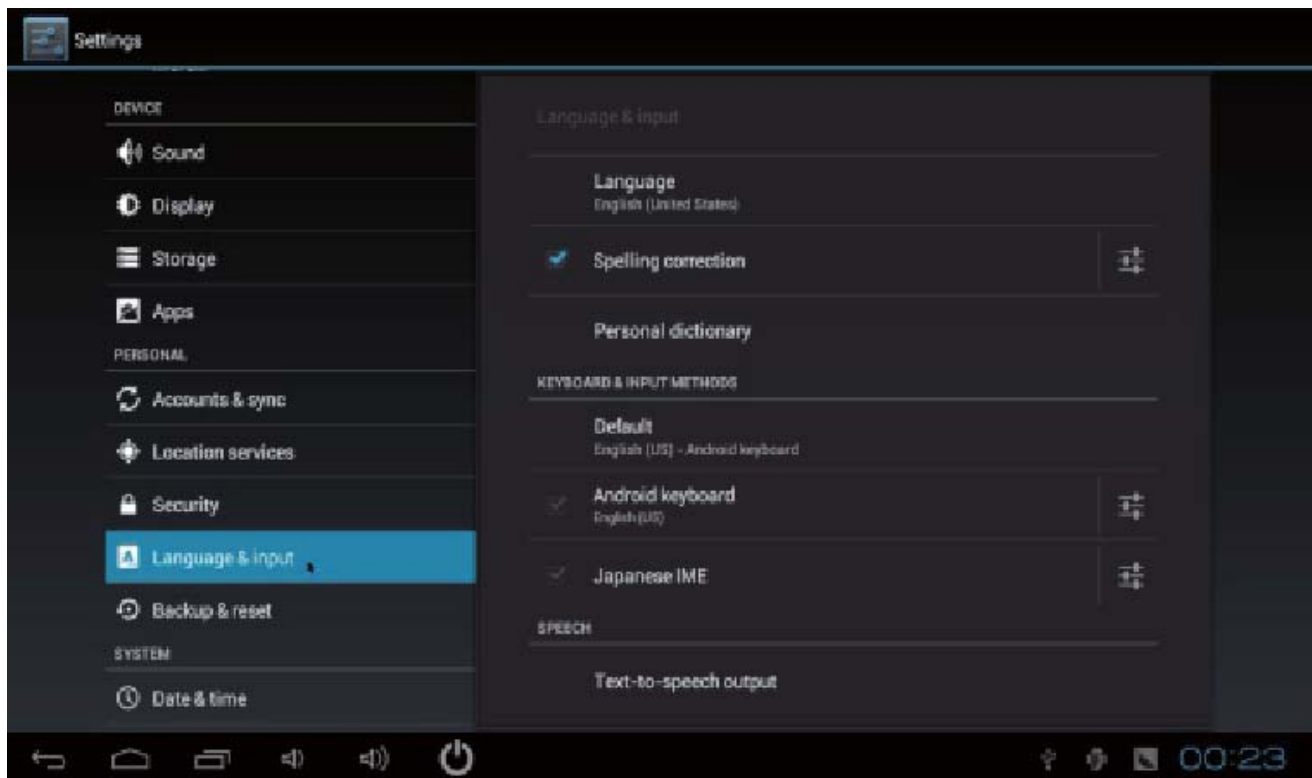 Settings
DEVICE
Sound
Display
Storage
Apps
PERSONAL
Accounts & sync
Location services
Security
Language & input
Backup & reset
SYSTEM
Date & time
Language & input
Language
English (United States)
Spelling correction
Personal dictionary
KEYBOARD & INPUT METHODS
Default
English (US) - Android keyboard
Android keyboard
English (US)
Japanese IME
SPEECH
Text-to-speech output
00:23